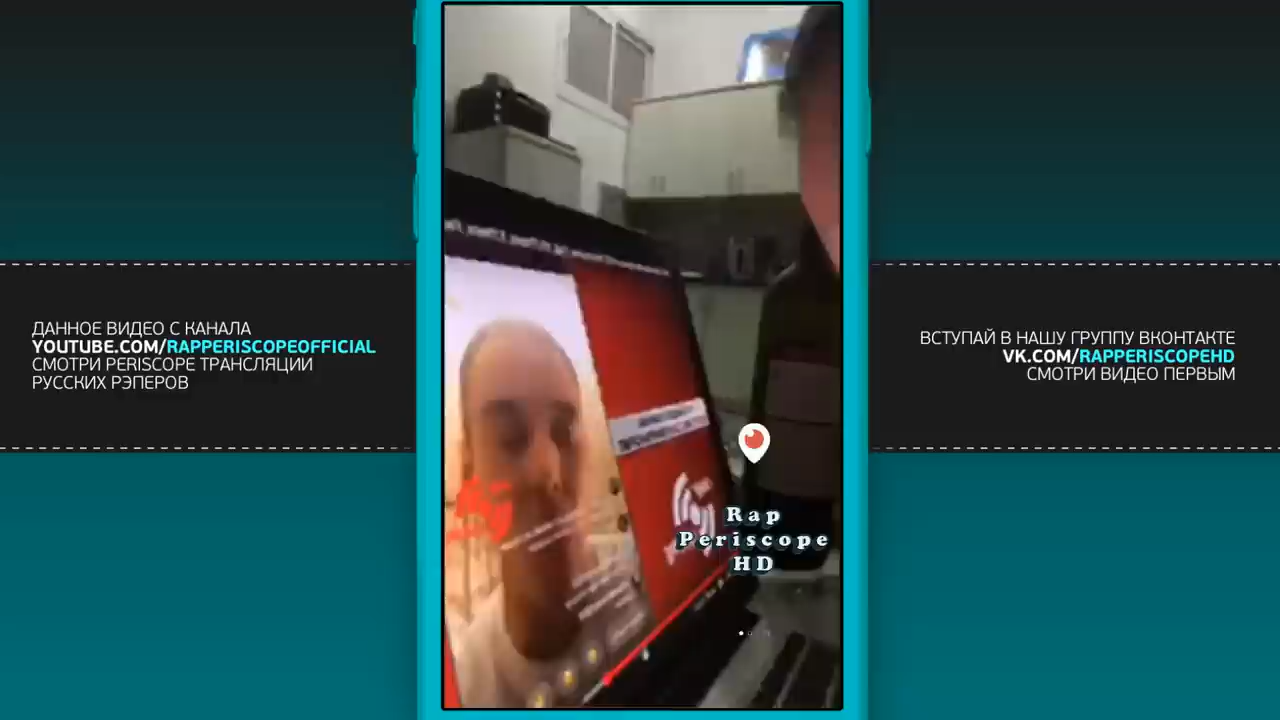 ДАННОЕ ВИДЕО С КАНАЛА
YOUTUBE.COM/RAPPERISCOPEOFFICIAL
СМОТРИ PERISCOPE ТРАНСЛЯЦИИ
РУССКИХ РЭПЕРОВ
ВСТУПАЙ В НАШУ ГРУППУ ВКОНТАКТЕ
VK.COM/RAPPERISCOPEHD
СМОТРИ ВИДЕО ПЕРВЫМ
Rap
Periscope
HD